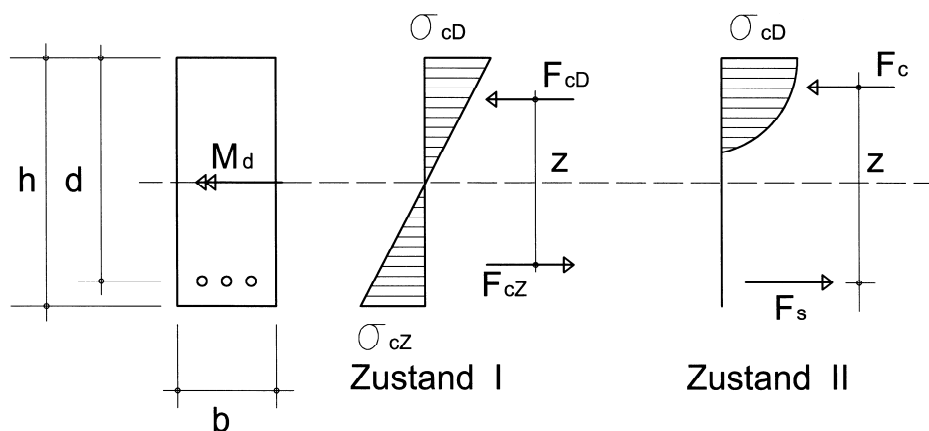 σcD
σcD
FcD
Fc
Md
h
d
z
z
FcZ
Fs
σcZ
Zustand I
Zustand II
b